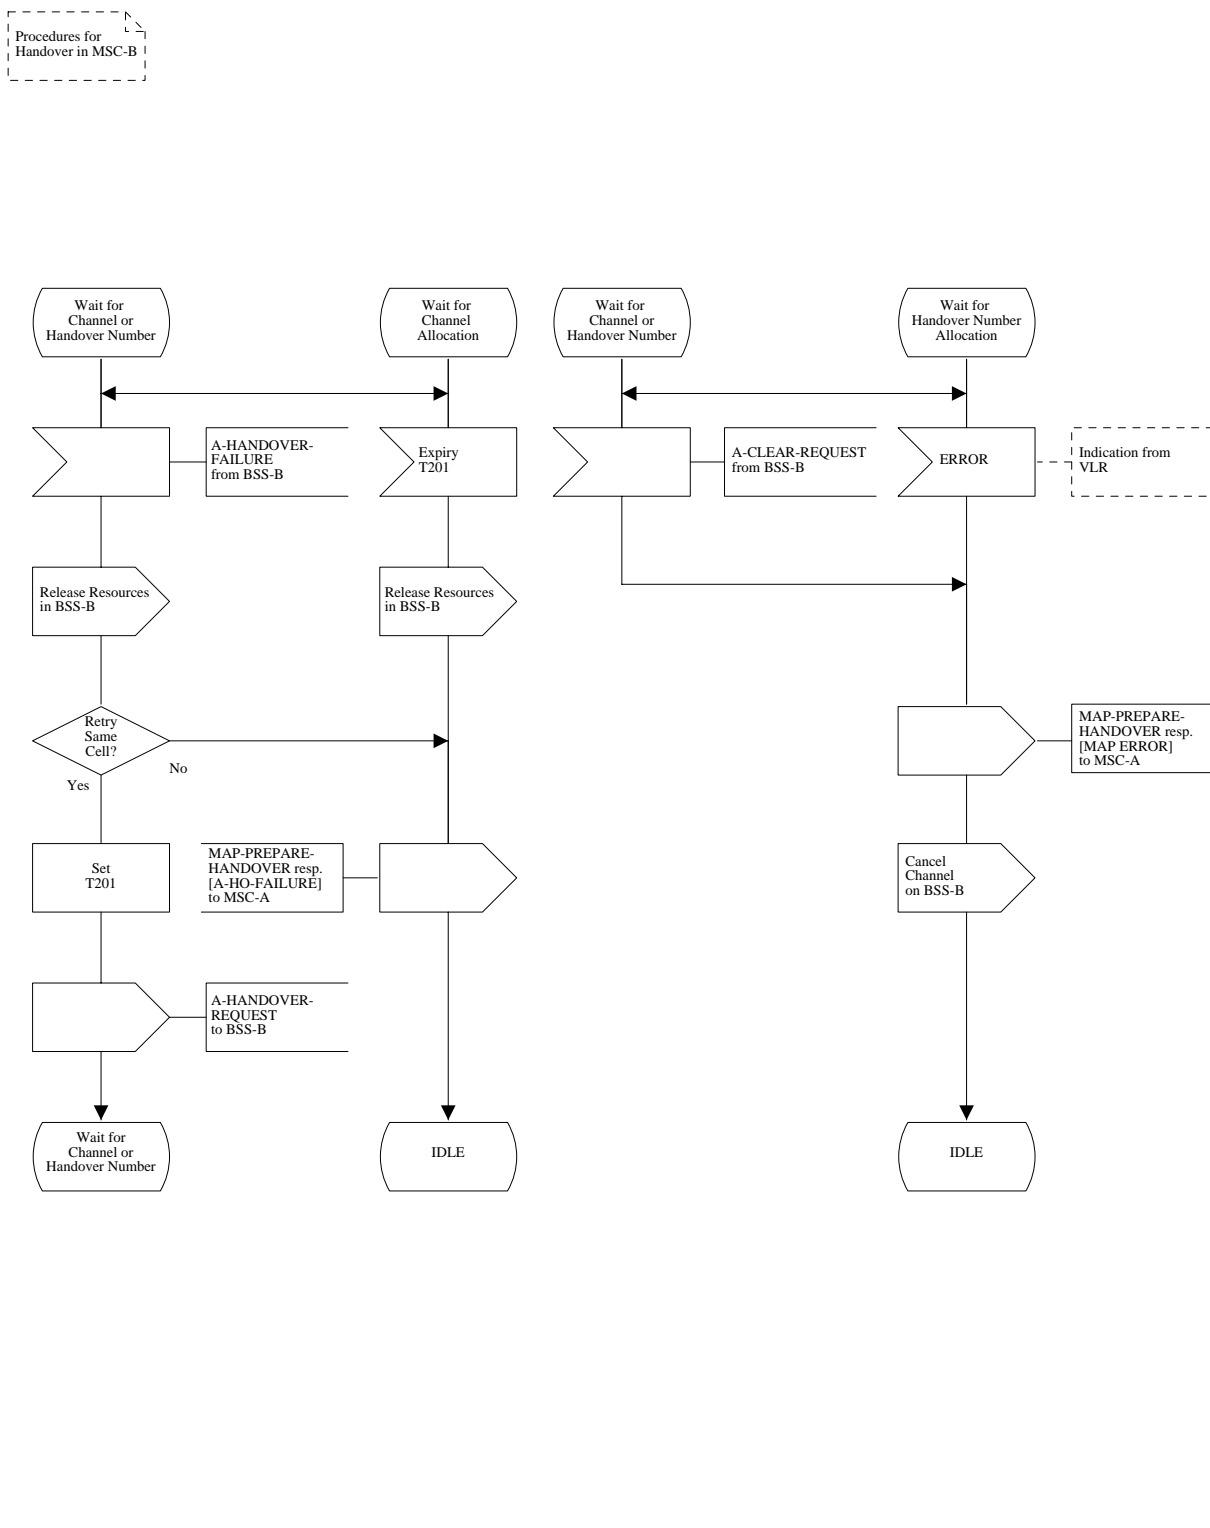 Procedures for
Handover in MSC-B
Wait for
Channel or
Handover Number
Wait for
Channel
Allocation
Wait for
Channel or
Handover Number
Wait for
Handover Number
Allocation
A-HANDOVER-
FAILURE
from BSS-B
Expiry
T201
A-CLEAR-REQUEST
from BSS-B
ERROR
Indication from
VLR
Release Resources
in BSS-B
Release Resources
in BSS-B
Retry
Same
Cell?
No
Yes
MAP-PREPARE-
HANDOVER resp.
[MAP ERROR]
to MSC-A
Set
T201
MAP-PREPARE-
HANDOVER resp.
[A-HO-FAILURE]
to MSC-A
Cancel
Channel
on BSS-B
A-HANDOVER-
REQUEST
to BSS-B
Wait for
Channel or
Handover Number
IDLE
IDLE